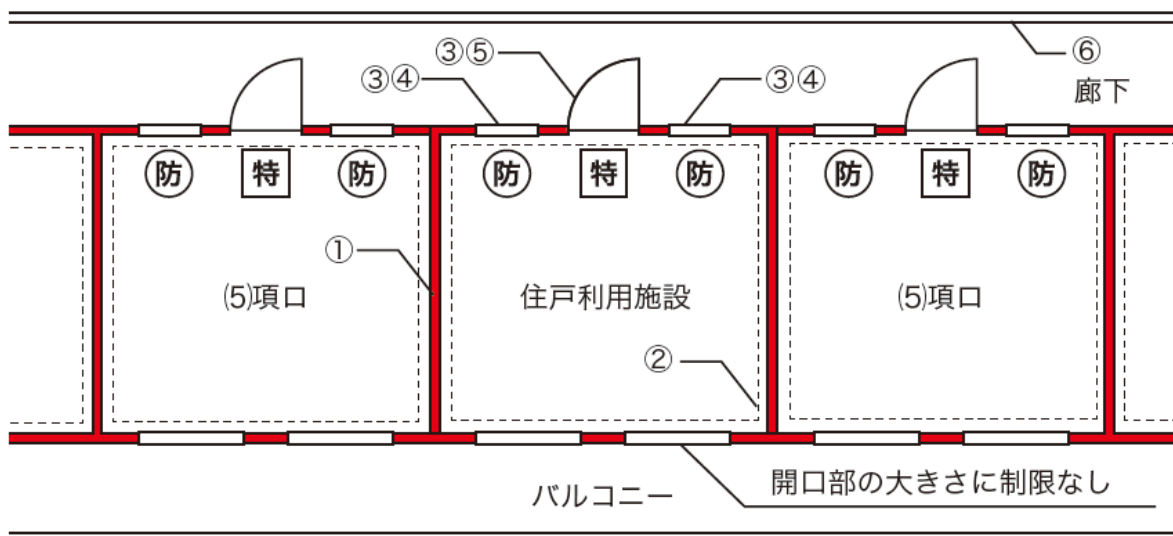 ③⑤
⑥
③④
③④
廊下
防
特
防
防
特
防
防
特
防
①
⑸項ロ
住戸利用施設
⑸項ロ
②
開口部の大きさに制限なし
バルコニー